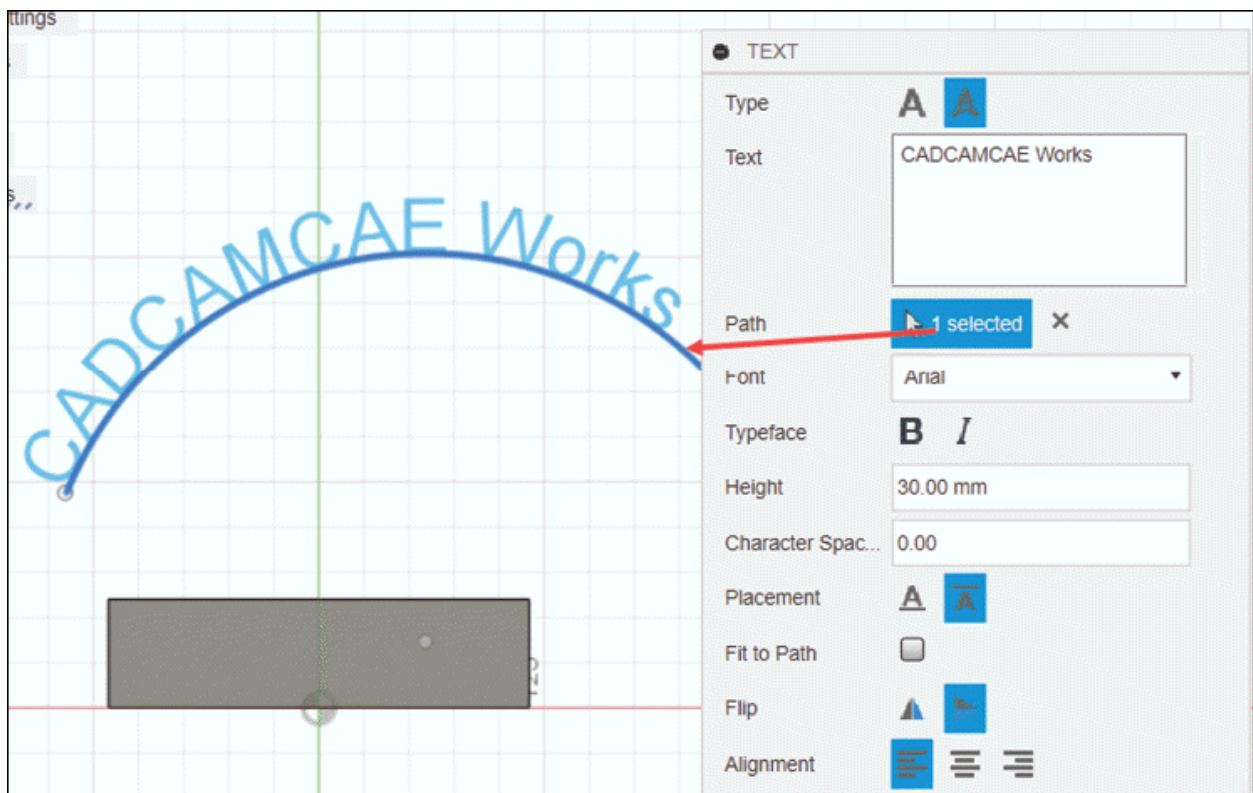 ttings
TEXT
Type A A
Text CADCAMCAE Works
CADCAMCAE Works
Path 1 selected
Font Arial
Typeface B I
Height 30.00 mm
Character Spac... 0.00
Placement A A
Fit to Path
125
Flip
Alignment